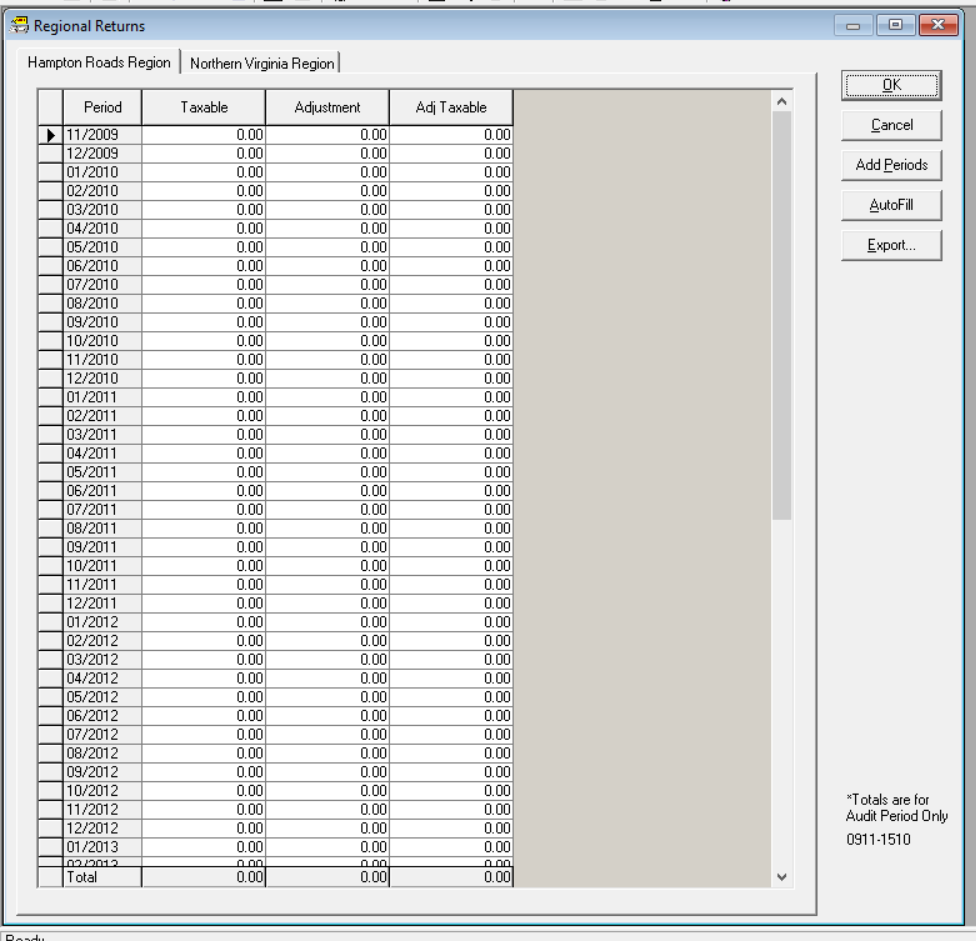 Regional Returns
Hampton Roads Region Northern Virginia Region
Period Taxable Adjustment Adj Taxable
11/2009 0.00 0.00 0.00
12/2009 0.00 0.00 0.00
01/2010 0.00 0.00 0.00
02/2010 0.00 0.00 0.00
03/2010 0.00 0.00 0.00
04/2010 0.00 0.00 0.00
05/2010 0.00 0.00 0.00
06/2010 0.00 0.00 0.00
07/2010 0.00 0.00 0.00
08/2010 0.00 0.00 0.00
09/2010 0.00 0.00 0.00
10/2010 0.00 0.00 0.00
11/2010 0.00 0.00 0.00
12/2010 0.00 0.00 0.00
01/2011 0.00 0.00 0.00
02/2011 0.00 0.00 0.00
03/2011 0.00 0.00 0.00
04/2011 0.00 0.00 0.00
05/2011 0.00 0.00 0.00
06/2011 0.00 0.00 0.00
07/2011 0.00 0.00 0.00
08/2011 0.00 0.00 0.00
09/2011 0.00 0.00 0.00
10/2011 0.00 0.00 0.00
11/2011 0.00 0.00 0.00
12/2011 0.00 0.00 0.00
01/2012 0.00 0.00 0.00
02/2012 0.00 0.00 0.00
03/2012 0.00 0.00 0.00
04/2012 0.00 0.00 0.00
05/2012 0.00 0.00 0.00
06/2012 0.00 0.00 0.00
07/2012 0.00 0.00 0.00
08/2012 0.00 0.00 0.00
09/2012 0.00 0.00 0.00
10/2012 0.00 0.00 0.00
11/2012 0.00 0.00 0.00
12/2012 0.00 0.00 0.00
01/2013 0.00 0.00 0.00
02/2013 0.00 0.00 0.00
Total 0.00 0.00 0.00
OK
Cancel
Add Periods
AutoFill
Export...
*Totals are for
Audit Period Only
0911-1510
Ready